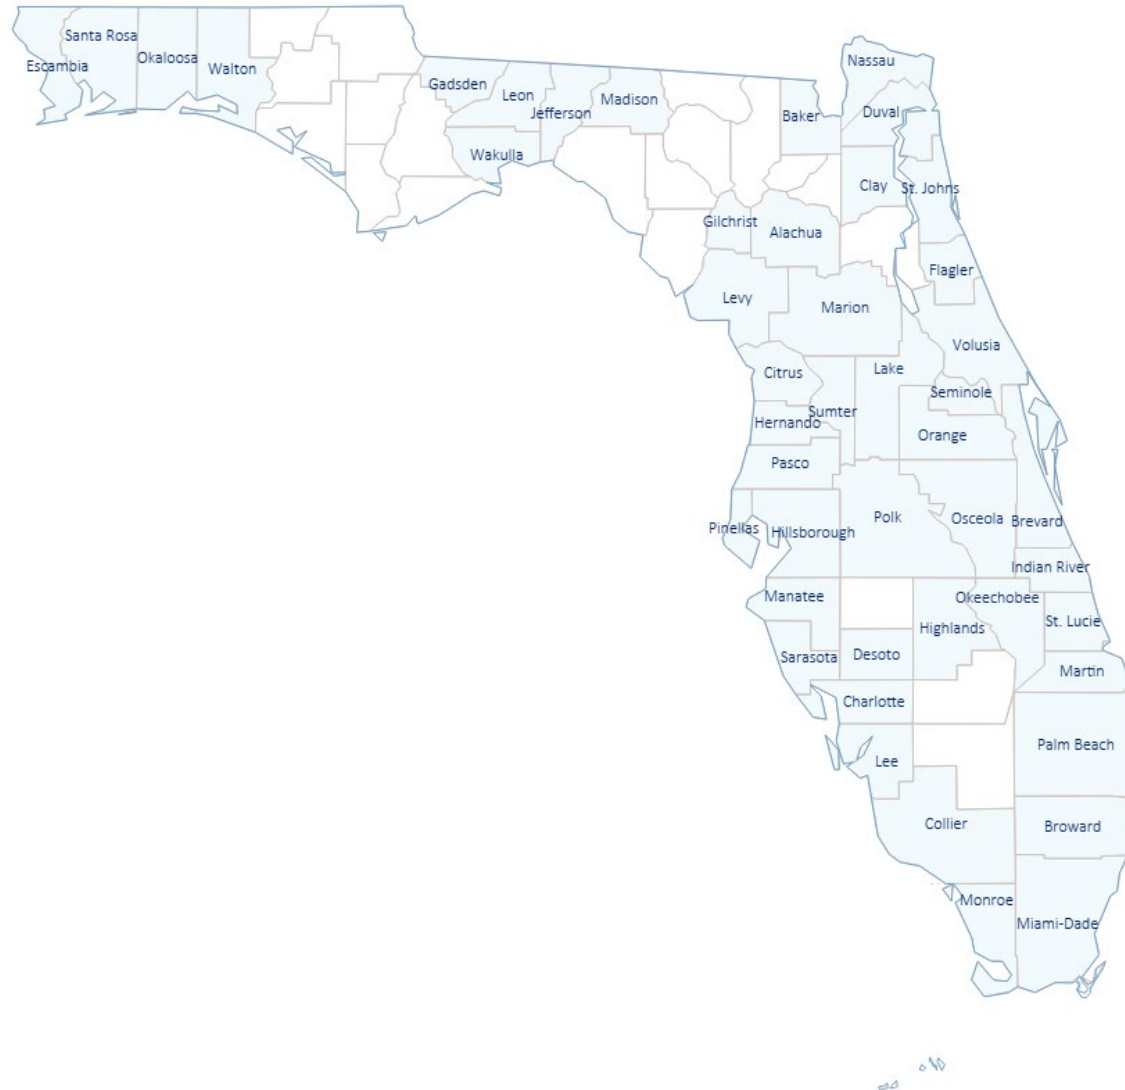 Santa Rosa
Escambia
Okaloosa
Walton
Gadsden
Leon
Jefferson
Madison
Wakulla
Nassau
Baker
Duval
Clay
St. Johns
Gilchrist
Alachua
Flagler
Levy
Marion
Volusia
Citrus
Lake
Seminole
Hernando
Sumter
Orange
Pasco
Pinellas
Hillsborough
Polk
Osceola
Brevard
Indian River
Manatee
Okeechobee
Highlands
St. Lucie
Sarasota
Desoto
Martin
Charlotte
Palm Beach
Lee
Collier
Broward
Monroe
Miami-Dade